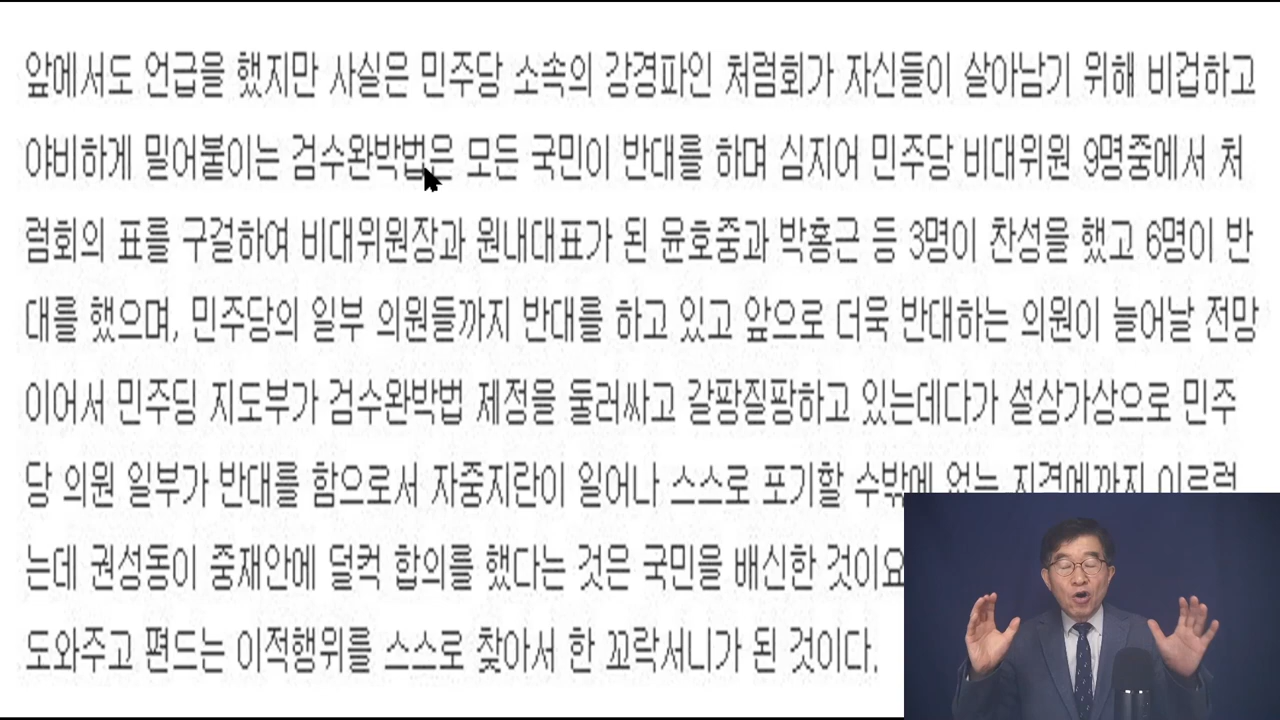 앞에서도 언급을 했지만 사실은 민주당 소속의 강경파인 처럼회가 자신들이 살아남기 위해 비겁하고
야비하게 밀어붙이는 검수완박법은 모든 국민이 반대를 하며 심지어 민주당 비대위원 9명중에서 처
럼회의 표를 구걸하여 비대위원장과 원내대표가 된 윤호중과 박홍근 등 3명이 찬성을 했고 6명이 반
대를 했으며, 민주당의 일부 의원들까지 반대를 하고 있고 앞으로 더욱 반대하는 의원이 늘어날 전망
이어서 민주딩 지도부가 검수완박법 제정을 둘러싸고 갈팡질팡하고 있는데다가 설상가상으로 민주
당 의원 일부가 반대를 함으로서 자중지란이 일어나 스스로 포기할 수밖에 없는 지경에까지 이르렀
는데 권성동이 중재안에 덜컥 합의를 했다는 것은 국민을 배신한 것이요
도와주고 편드는 이적행위를 스스로 찾아서 한 꼬락서니가 된 것이다.